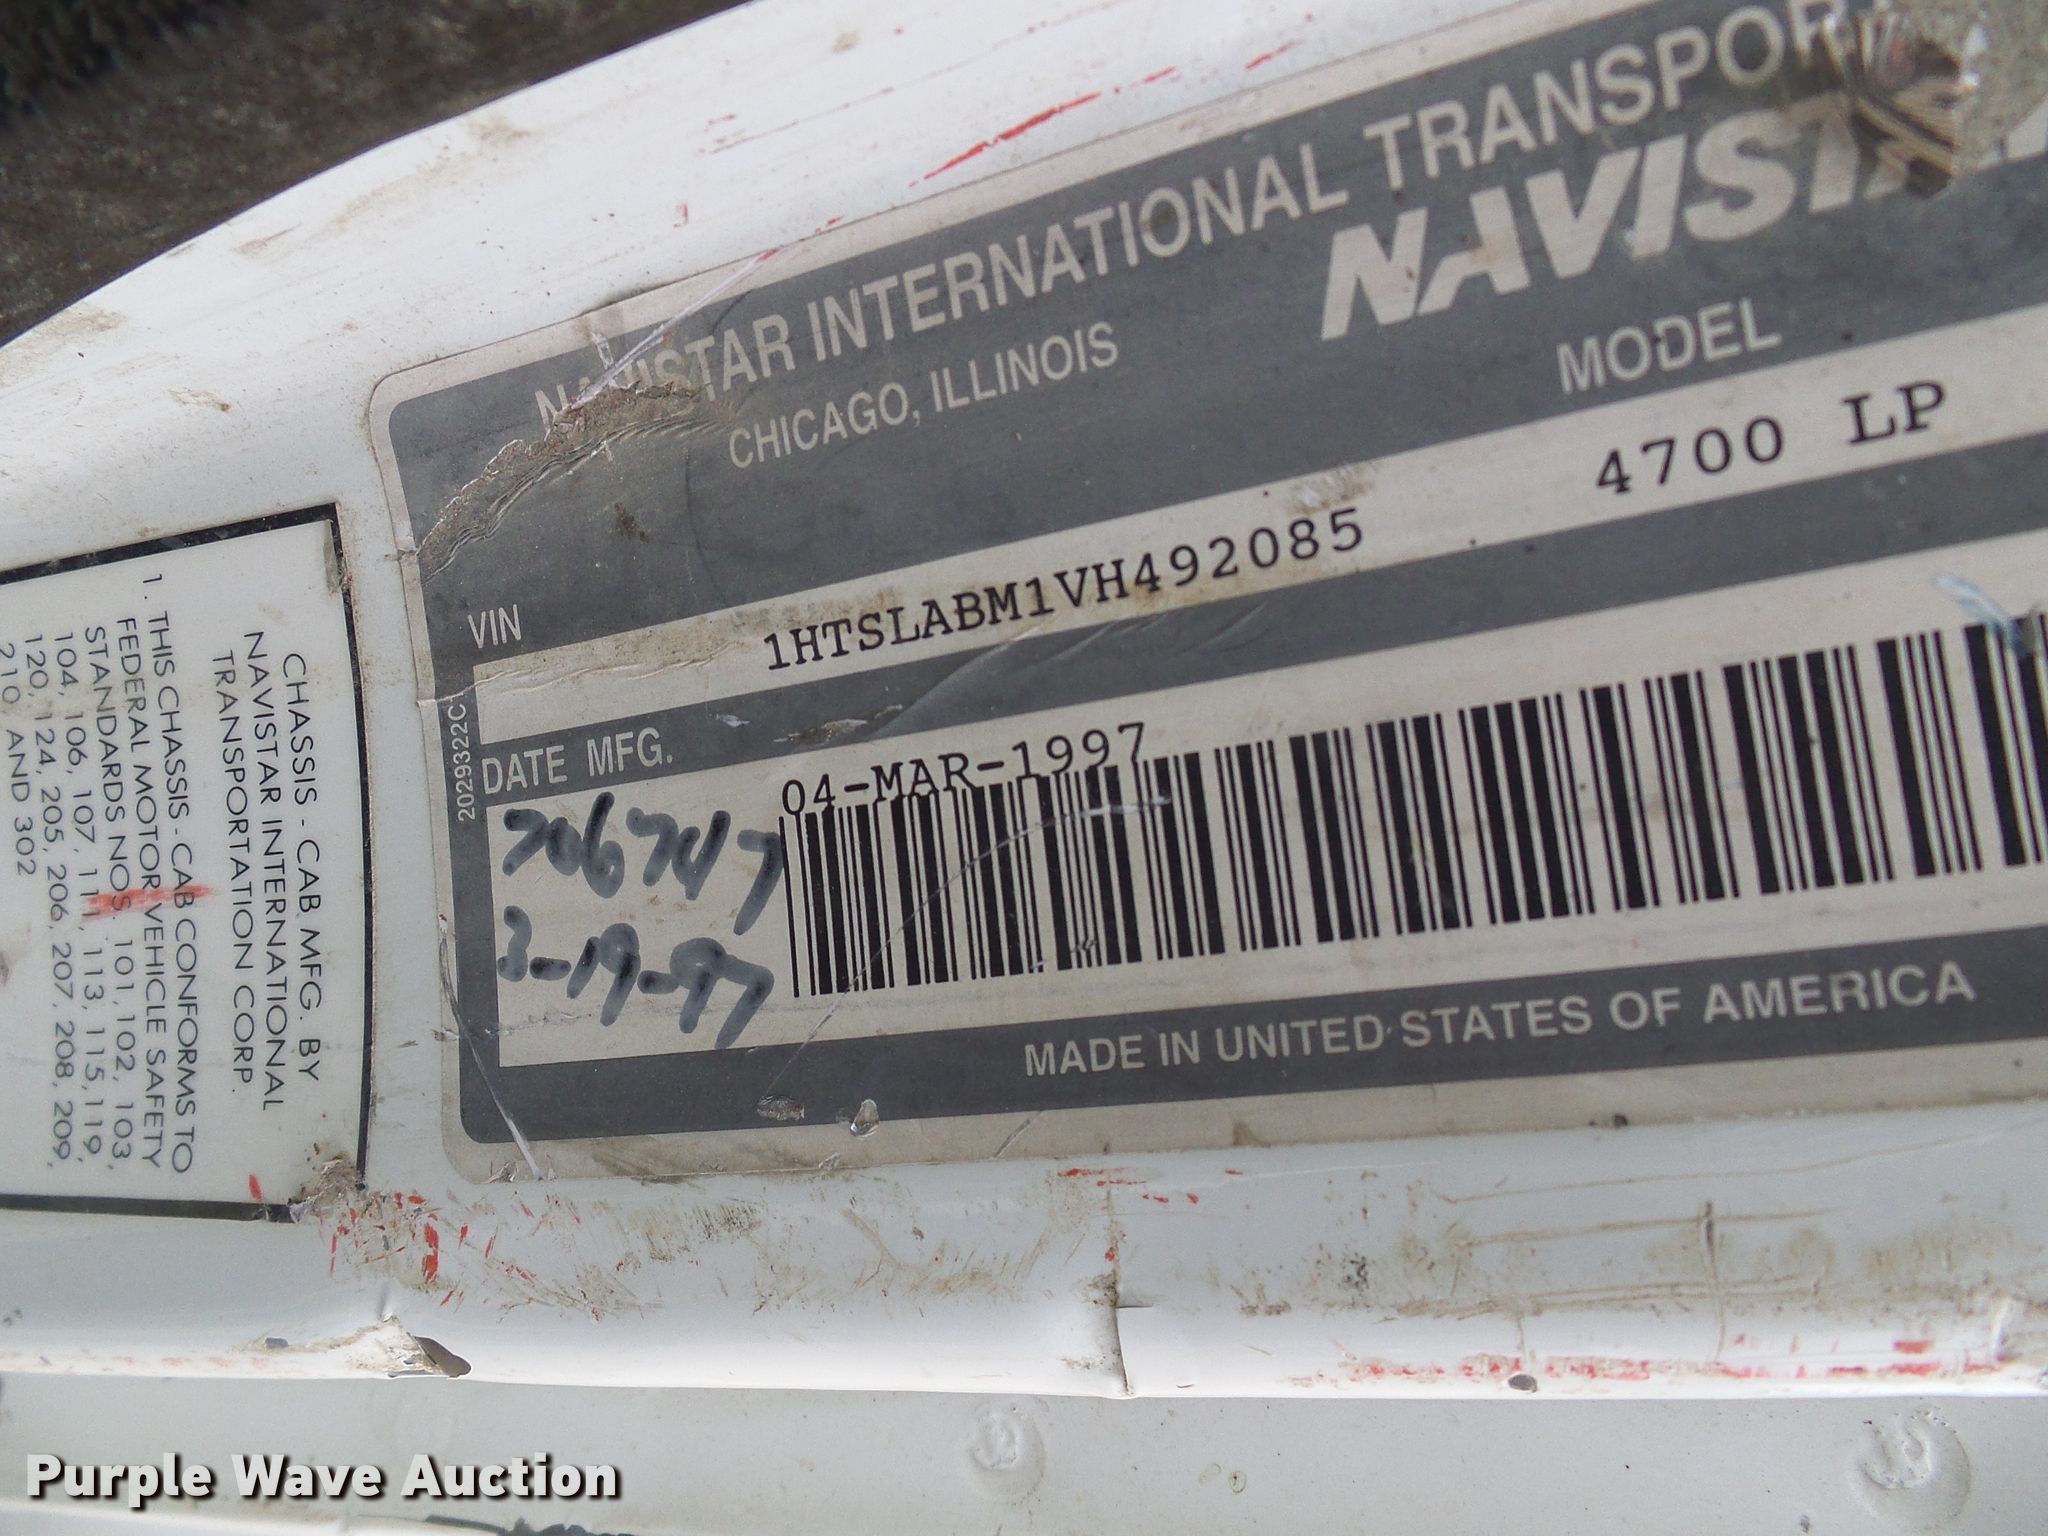 NAVISTAR INTERNATIONAL TRANSPOR
NAVISTA
CHICAGO, ILLINOIS
MODEL
4700 LP
VIN
1HTSLABM1VH492085
2029322C
DATE MFG.
04-MAR-1997
706747
3-19-97
MADE IN UNITED STATES OF AMERICA
CHASSIS - CAB MFG. BY
NAVISTAR INTERNATIONAL
TRANSPORTATION CORP.
1. THIS CHASSIS - CAB CONFORMS TO
FEDERAL MOTOR VEHICLE SAFETY
STANDARDS NOS. 101, 102, 103,
104, 106, 107, 111, 113, 115, 119,
120, 124, 205, 206, 207, 208, 209,
210, AND 302
Purple Wave Auction